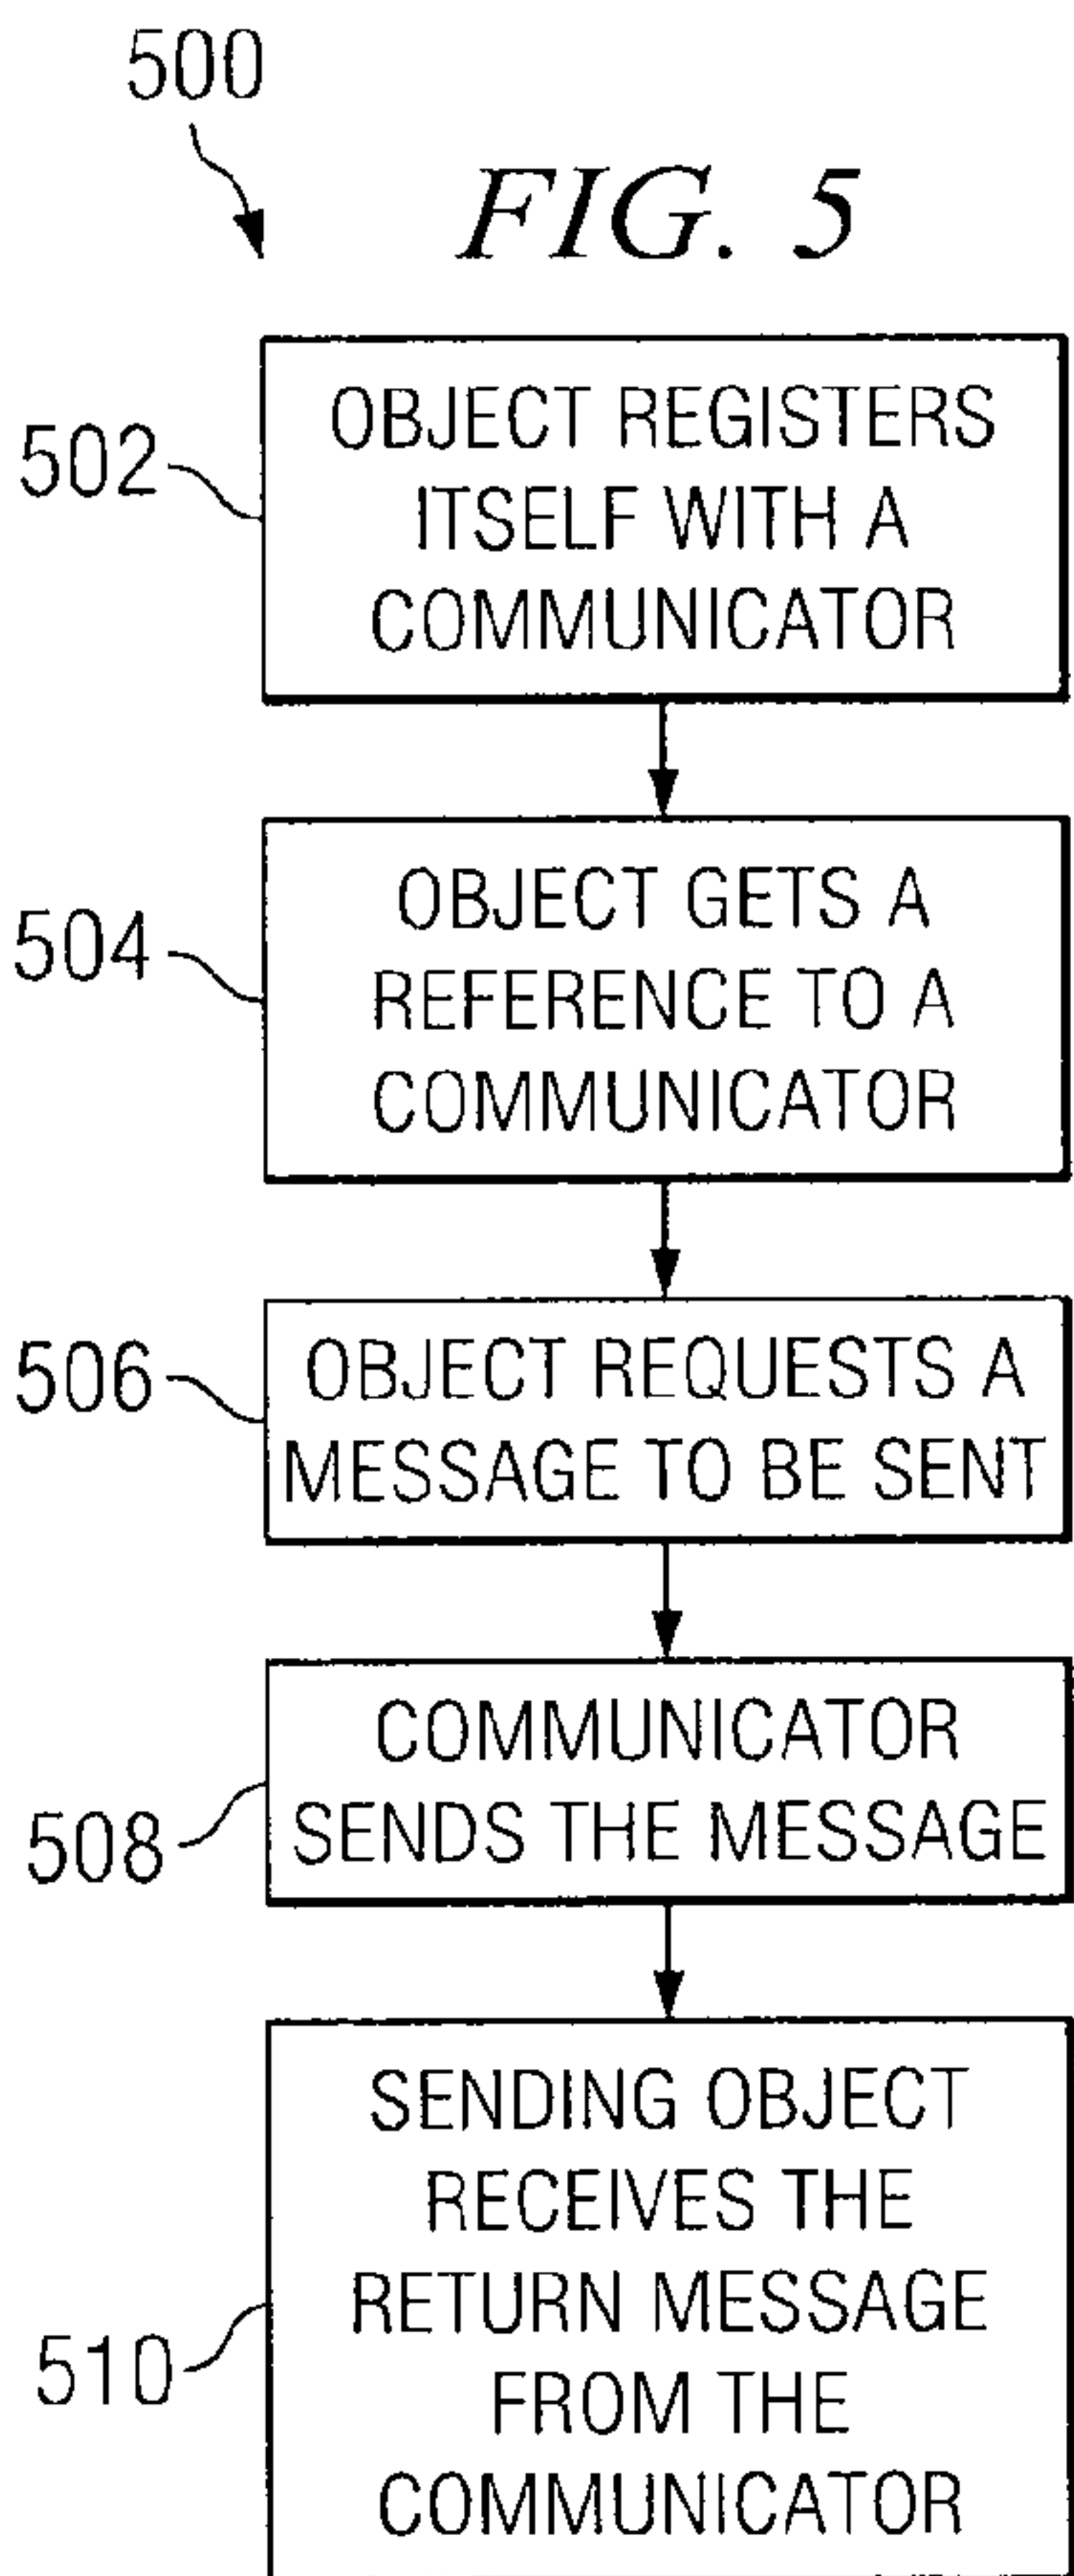 500
FIG. 5
502
OBJECT REGISTERS
ITSELF WITH A
COMMUNICATOR
504
OBJECT GETS A
REFERENCE TO A
COMMUNICATOR
506
OBJECT REQUESTS A
MESSAGE TO BE SENT
508
COMMUNICATOR
SENDS THE MESSAGE
510
SENDING OBJECT
RECEIVES THE
RETURN MESSAGE
FROM THE
COMMUNICATOR